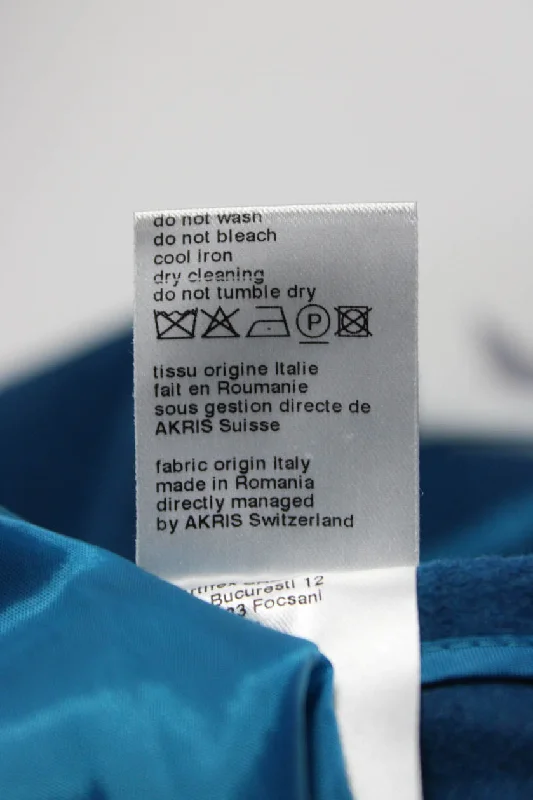 do not wash
do not bleach
cool iron
dry cleaning
do not tumble dry
P
tissu origine Italie
fait en Roumanie
sous gestion directe de
AKRIS Suisse
fabric origin Italy
made in Romania
directly managed
by AKRIS Switzerland
Bucuresti 12
Focsani